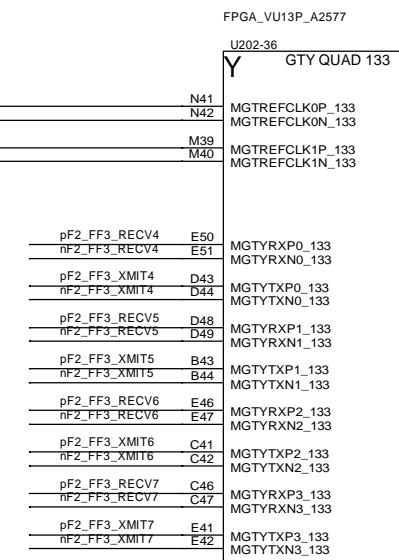 FPGA_VU13P_A2577
U202-36
Y GTY QUAD 133
N41 MGTREFCLK0P_133
N42 MGTREFCLK0N_133
M39 MGTREFCLK1P_133
M40 MGTREFCLK1N_133
pF2_FF3_RECV4 E50 MGTYRXP0_133
nF2_FF3_RECV4 E51 MGTYRXN0_133
pF2_FF3_XMIT4 D43 MGTYTXP0_133
nF2_FF3_XMIT4 D44 MGTYTXN0_133
pF2_FF3_RECV5 D48 MGTYRXP1_133
nF2_FF3_RECV5 D49 MGTYRXN1_133
pF2_FF3_XMIT5 B43 MGTYTXP1_133
nF2_FF3_XMIT5 B44 MGTYTXN1_133
pF2_FF3_RECV6 E46 MGTYRXP2_133
nF2_FF3_RECV6 E47 MGTYRXN2_133
pF2_FF3_XMIT6 C41 MGTYTXP2_133
nF2_FF3_XMIT6 C42 MGTYTXN2_133
pF2_FF3_RECV7 C46 MGTYRXP3_133
nF2_FF3_RECV7 C47 MGTYRXN3_133
pF2_FF3_XMIT7 E41 MGTYTXP3_133
nF2_FF3_XMIT7 E42 MGTYTXN3_133